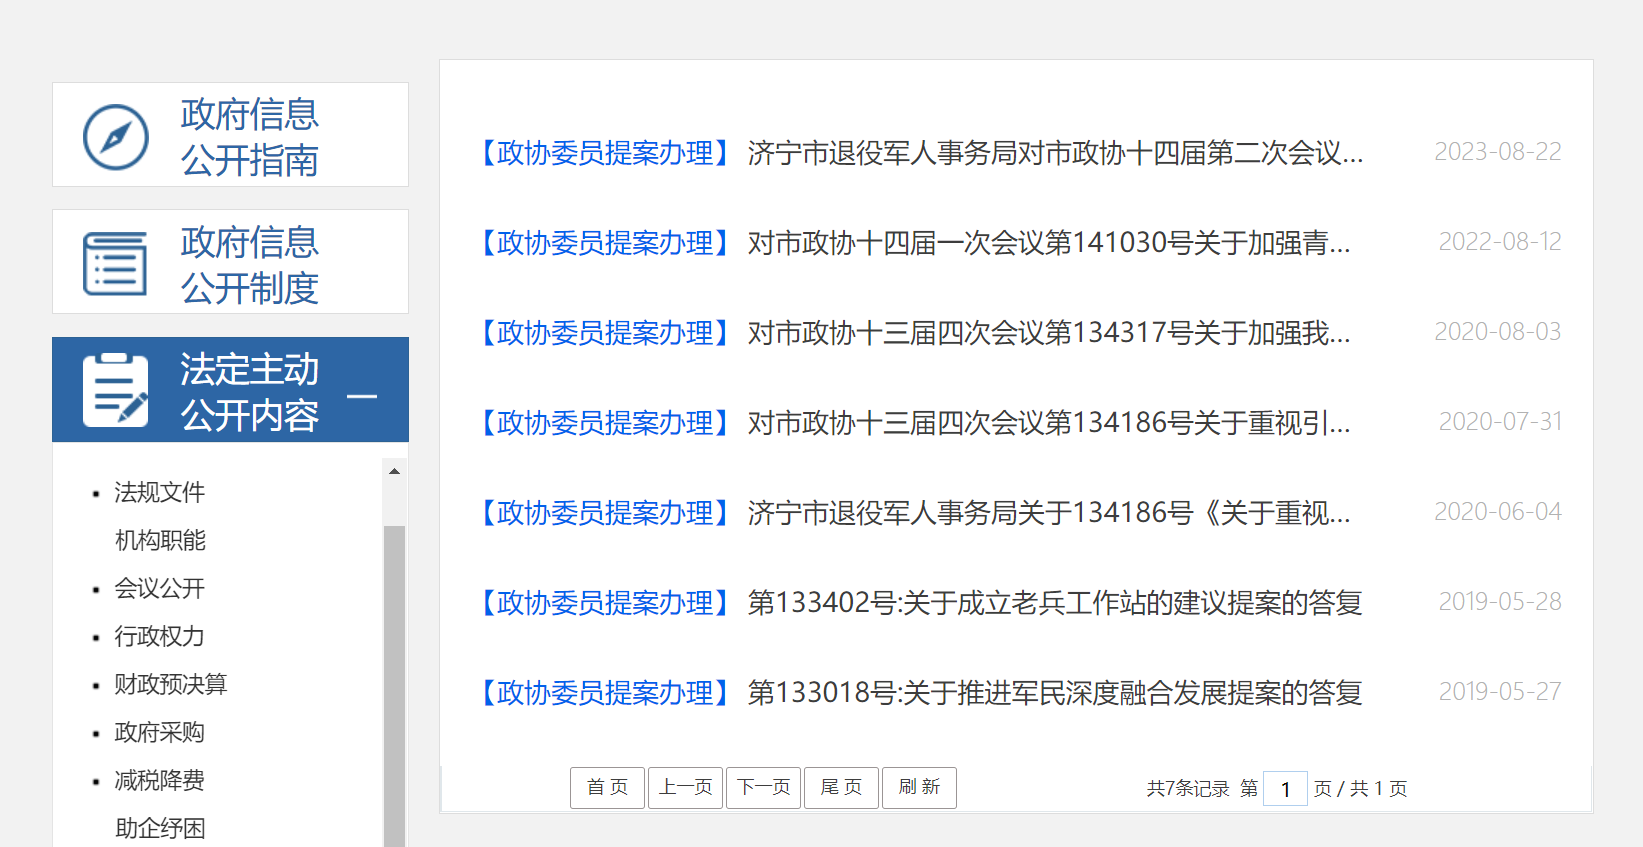 政府信息
公开指南
政府信息
公开制度
法定主动
公开内容
法规文件
机构职能
会议公开
行政权力
财政预决算
政府采购
减税降费
助企纾困
【政协委员提案办理】 济宁市退役军人事务局对市政协十四届第二次会议... 2023-08-22
【政协委员提案办理】 对市政协十四届一次会议第141030号关于加强青... 2022-08-12
【政协委员提案办理】 对市政协十三届四次会议第134317号关于加强我... 2020-08-03
【政协委员提案办理】 对市政协十三届四次会议第134186号关于重视引... 2020-07-31
【政协委员提案办理】 济宁市退役军人事务局关于134186号《关于重视... 2020-06-04
【政协委员提案办理】 第133402号:关于成立老兵工作站的建议提案的答复 2019-05-28
【政协委员提案办理】 第133018号:关于推进军民深度融合发展提案的答复 2019-05-27
首 页 上一页 下一页 尾 页 刷 新 共7条记录 第 1 页 / 共 1 页